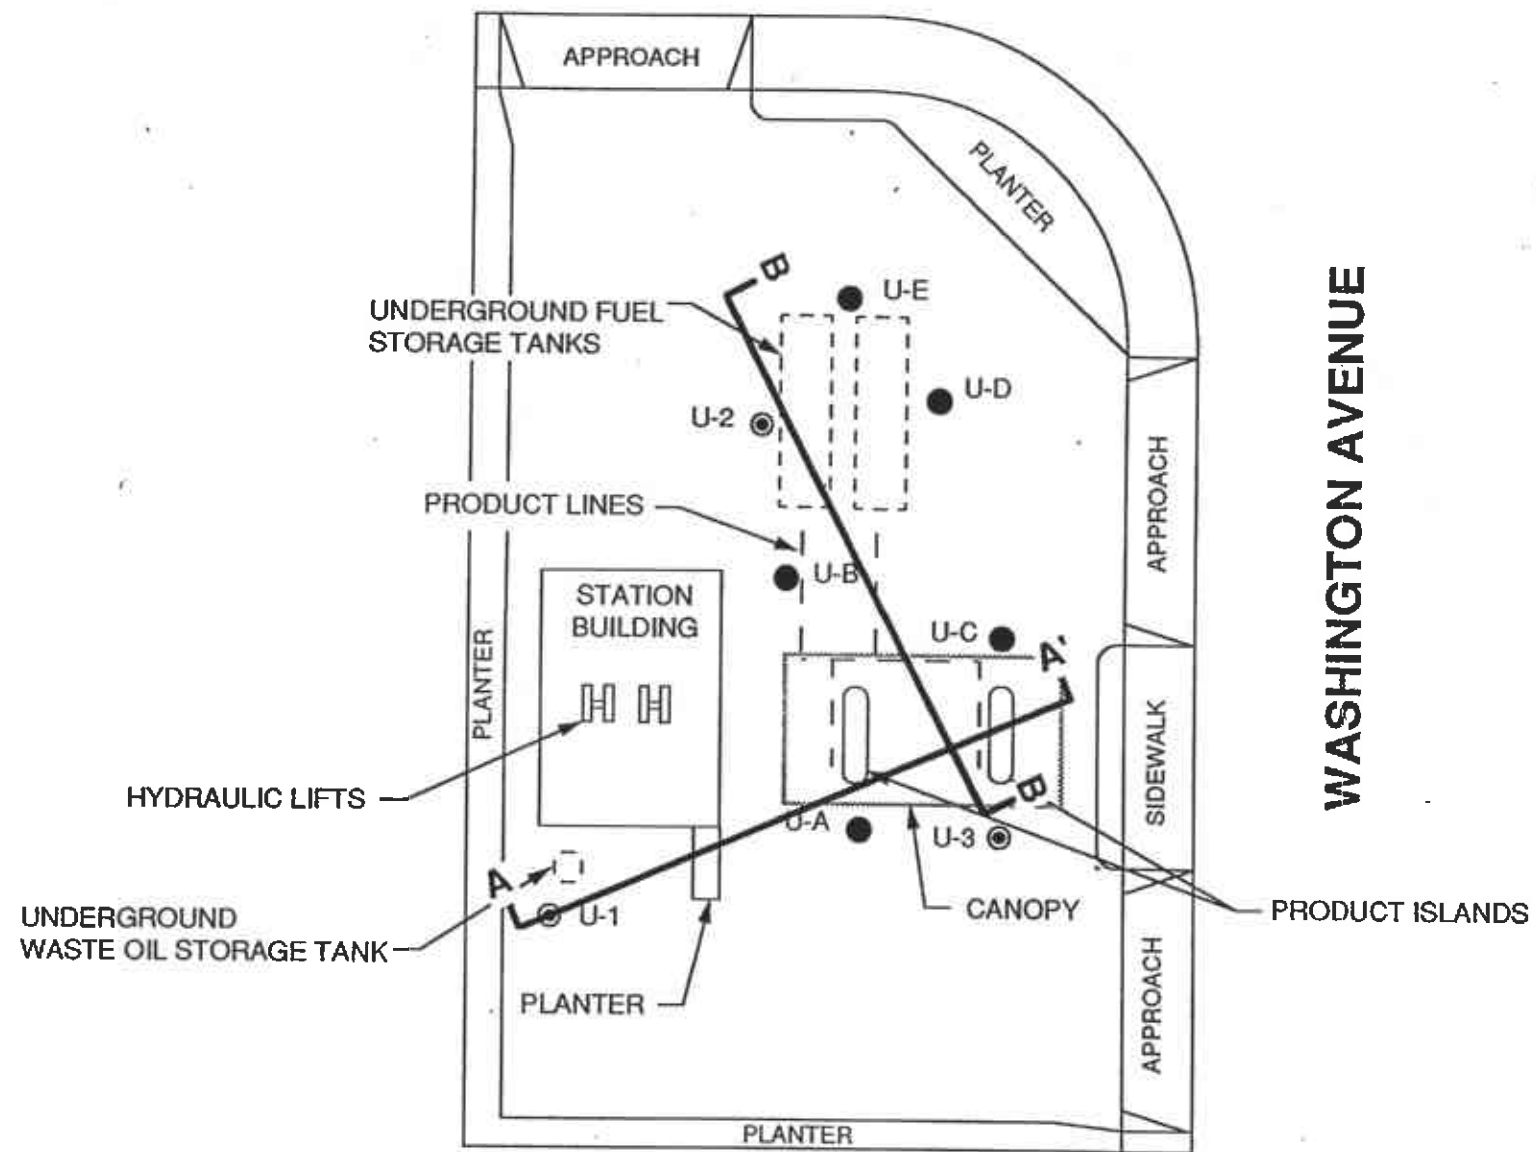 APPROACH
PLANTER
B
U-E
UNDERGROUND FUEL
STORAGE TANKS
U-D
U-2
WASHINGTON AVENUE
APPROACH
PRODUCT LINES
U-B
STATION
BUILDING
U-C
A'
PLANTER
SIDEWALK
HYDRAULIC LIFTS
B'
U-A
U-3
A
U-1
CANOPY
PRODUCT ISLANDS
UNDERGROUND
WASTE OIL STORAGE TANK
PLANTER
APPROACH
PLANTER